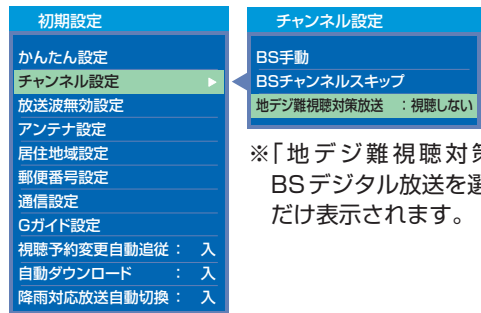 初期設定
かんたん設定
チャンネル設定
放送波無効設定
アンテナ設定
居住地域設定
郵便番号設定
通信設定
Gガイド設定
視聴予約変更自動追従： 入
自動ダウンロード ： 入
降雨対応放送自動切換： 入
チャンネル設定
BS手動
BSチャンネルスキップ
地デジ難視聴対策放送 ：視聴しない
※「地デジ難視聴対策
BSデジタル放送を選
だけ表示されます。